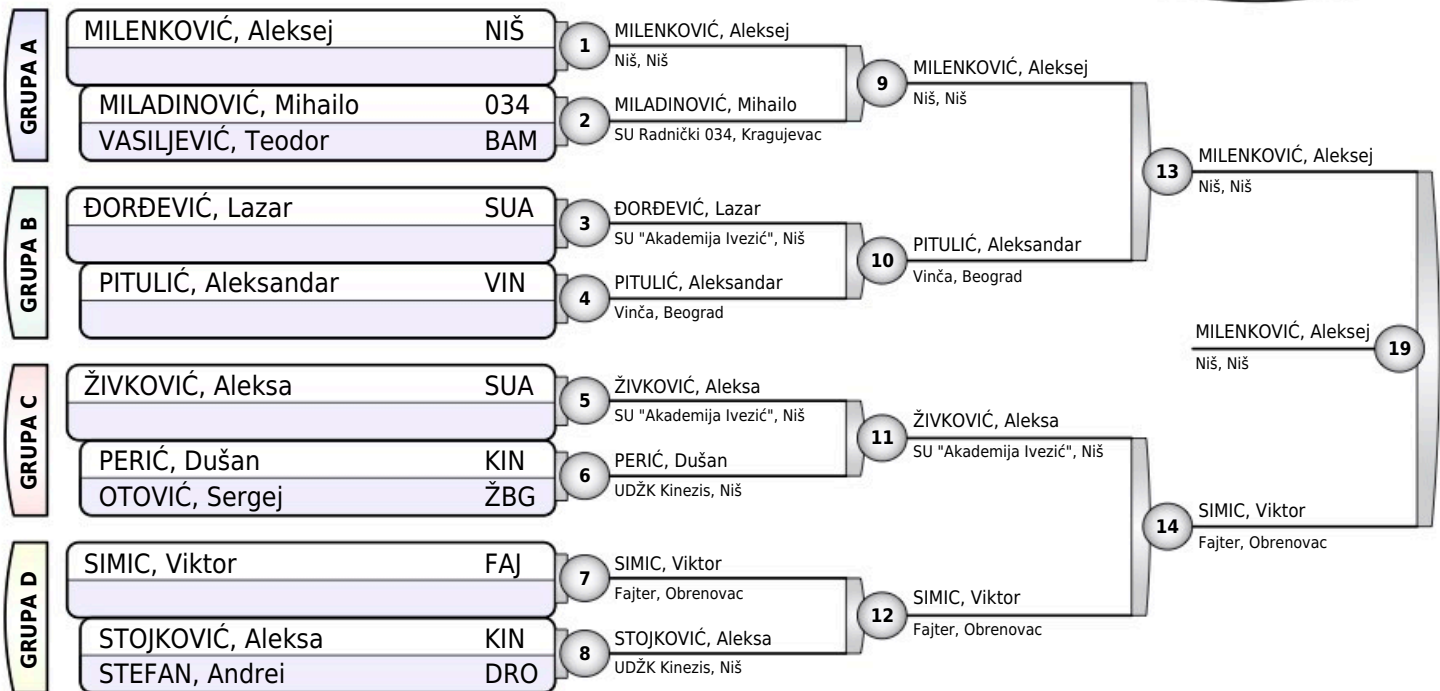 GRUPA A
MILENKOVIĆ, Aleksej NIŠ
MILADINOVIĆ, Mihailo 034
VASILJEVIĆ, Teodor BAM
GRUPA B
ĐORĐEVIĆ, Lazar SUA
PITULIĆ, Aleksandar VIN
GRUPA C
ŽIVKOVIĆ, Aleksa SUA
PERIĆ, Dušan KIN
OTOVIĆ, Sergej ŽBG
GRUPA D
SIMIC, Viktor FAJ
STOJKOVIĆ, Aleksa KIN
STEFAN, Andrei DRO
1 MILENKOVIĆ, Aleksej
Niš, Niš
2 MILADINOVIĆ, Mihailo
SU Radnički 034, Kragujevac
3 ĐORĐEVIĆ, Lazar
SU "Akademija Ivezić", Niš
4 PITULIĆ, Aleksandar
Vinča, Beograd
5 ŽIVKOVIĆ, Aleksa
SU "Akademija Ivezić", Niš
6 PERIĆ, Dušan
UDŽK Kinezis, Niš
7 SIMIC, Viktor
Fajter, Obrenovac
8 STOJKOVIĆ, Aleksa
UDŽK Kinezis, Niš
9 MILENKOVIĆ, Aleksej
Niš, Niš
10 PITULIĆ, Aleksandar
Vinča, Beograd
11 ŽIVKOVIĆ, Aleksa
SU "Akademija Ivezić", Niš
12 SIMIC, Viktor
Fajter, Obrenovac
13 MILENKOVIĆ, Aleksej
Niš, Niš
14 SIMIC, Viktor
Fajter, Obrenovac
MILENKOVIĆ, Aleksej 19
Niš, Niš